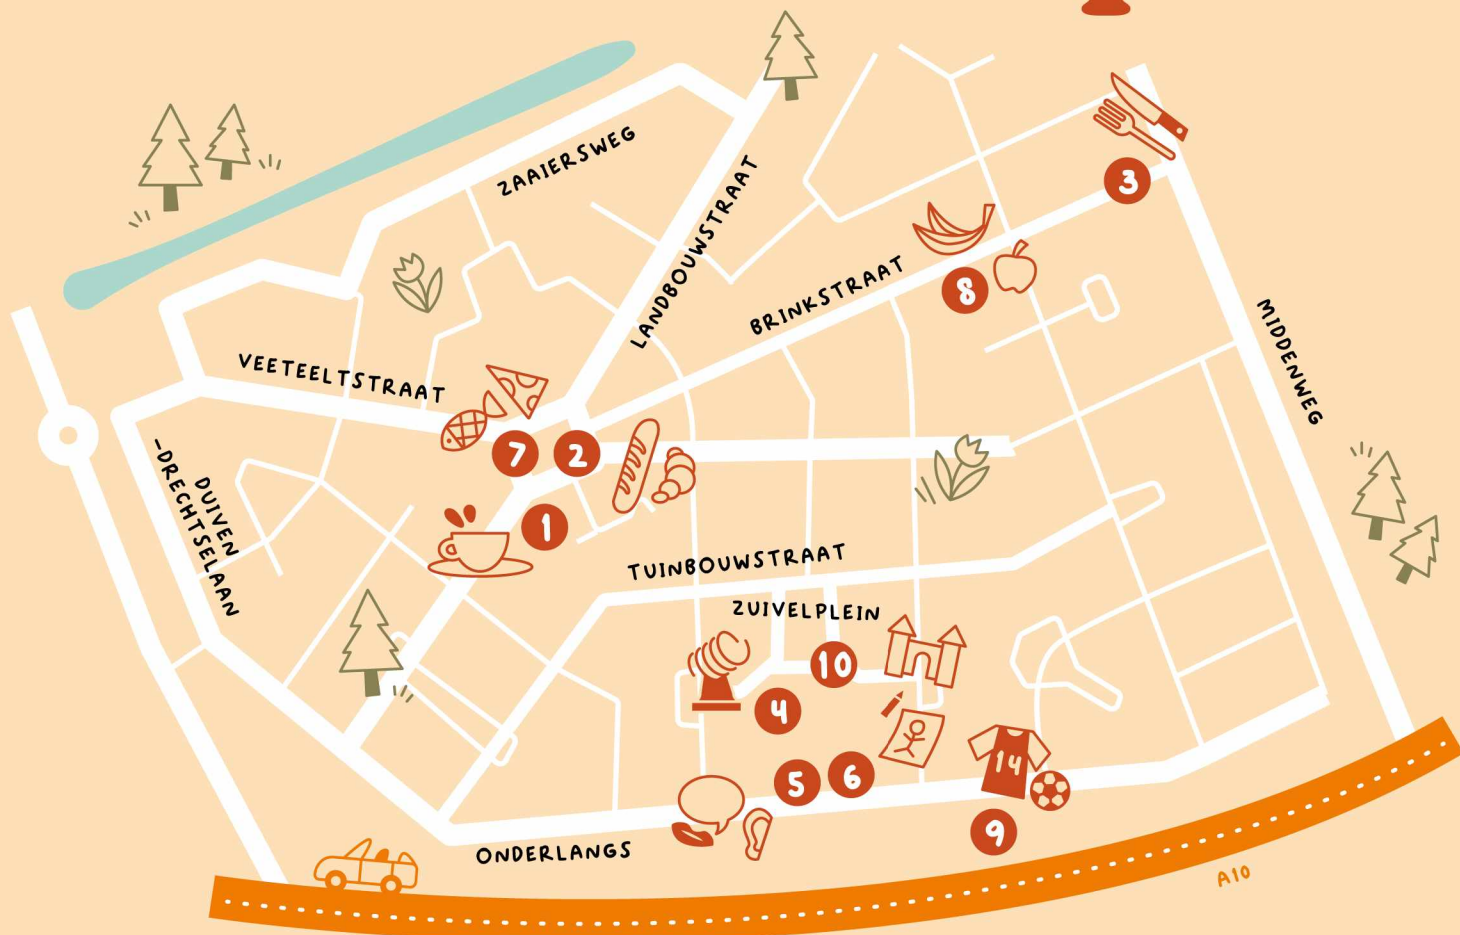 ZAAIERSWEG
LANDBOUWSTRAAT
3
BRINKSTRAAT
8
VEETEELTSTRAAT
MIDDENWEG
7
2
DUIVEN
-DRECHTSELAAN
1
TUINBOUWSTRAAT
ZUIVELPLEIN
10
4
14
5
6
9
ONDERLANGS
A10